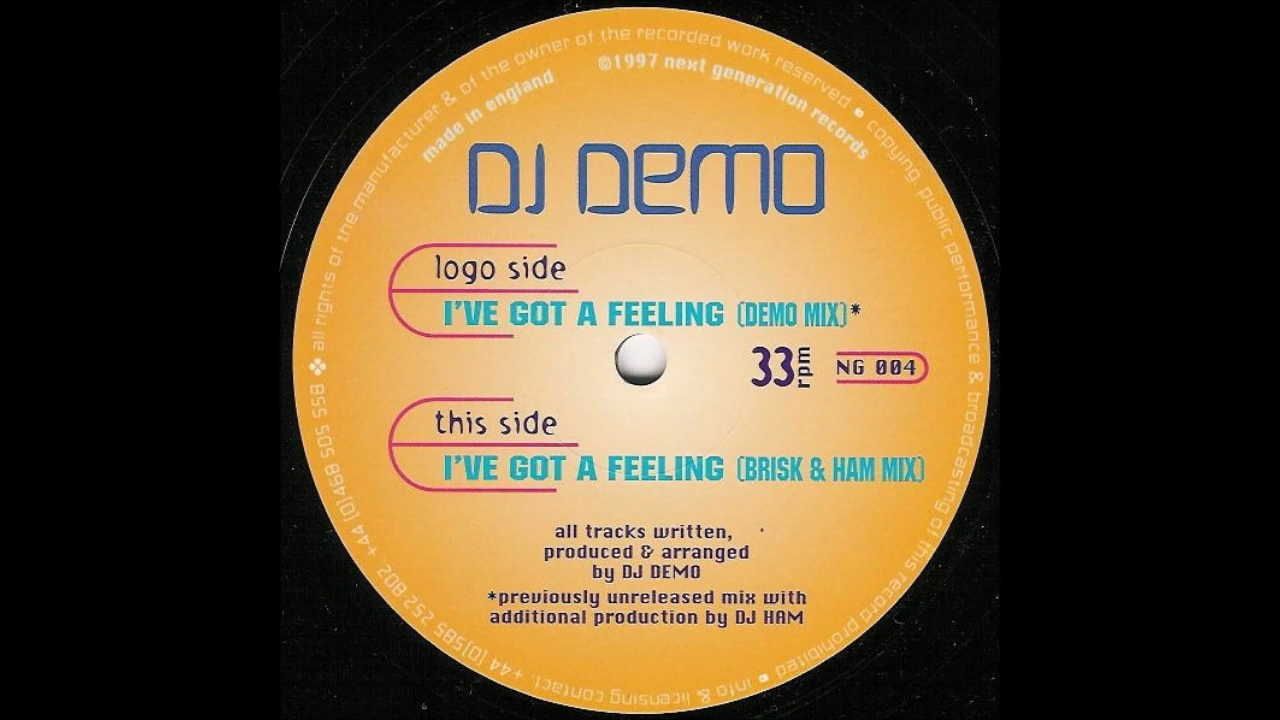 ❖ all rights of the manufacturer & of the owner of the recorded work reserved • copying, public performance & broadcasting of this record prohibited • info & licensing contact: +44 (0)585 252 802, +44 (0)468 505 558
made in england
©1997 next generation records
DJ DEMO
logo side
I'VE GOT A FEELING (DEMO MIX)*
33 rpm
NG 004
this side
I'VE GOT A FEELING (BRISK & HAM MIX)
all tracks written,
produced & arranged
by DJ DEMO
*previously unreleased mix with
additional production by DJ HAM